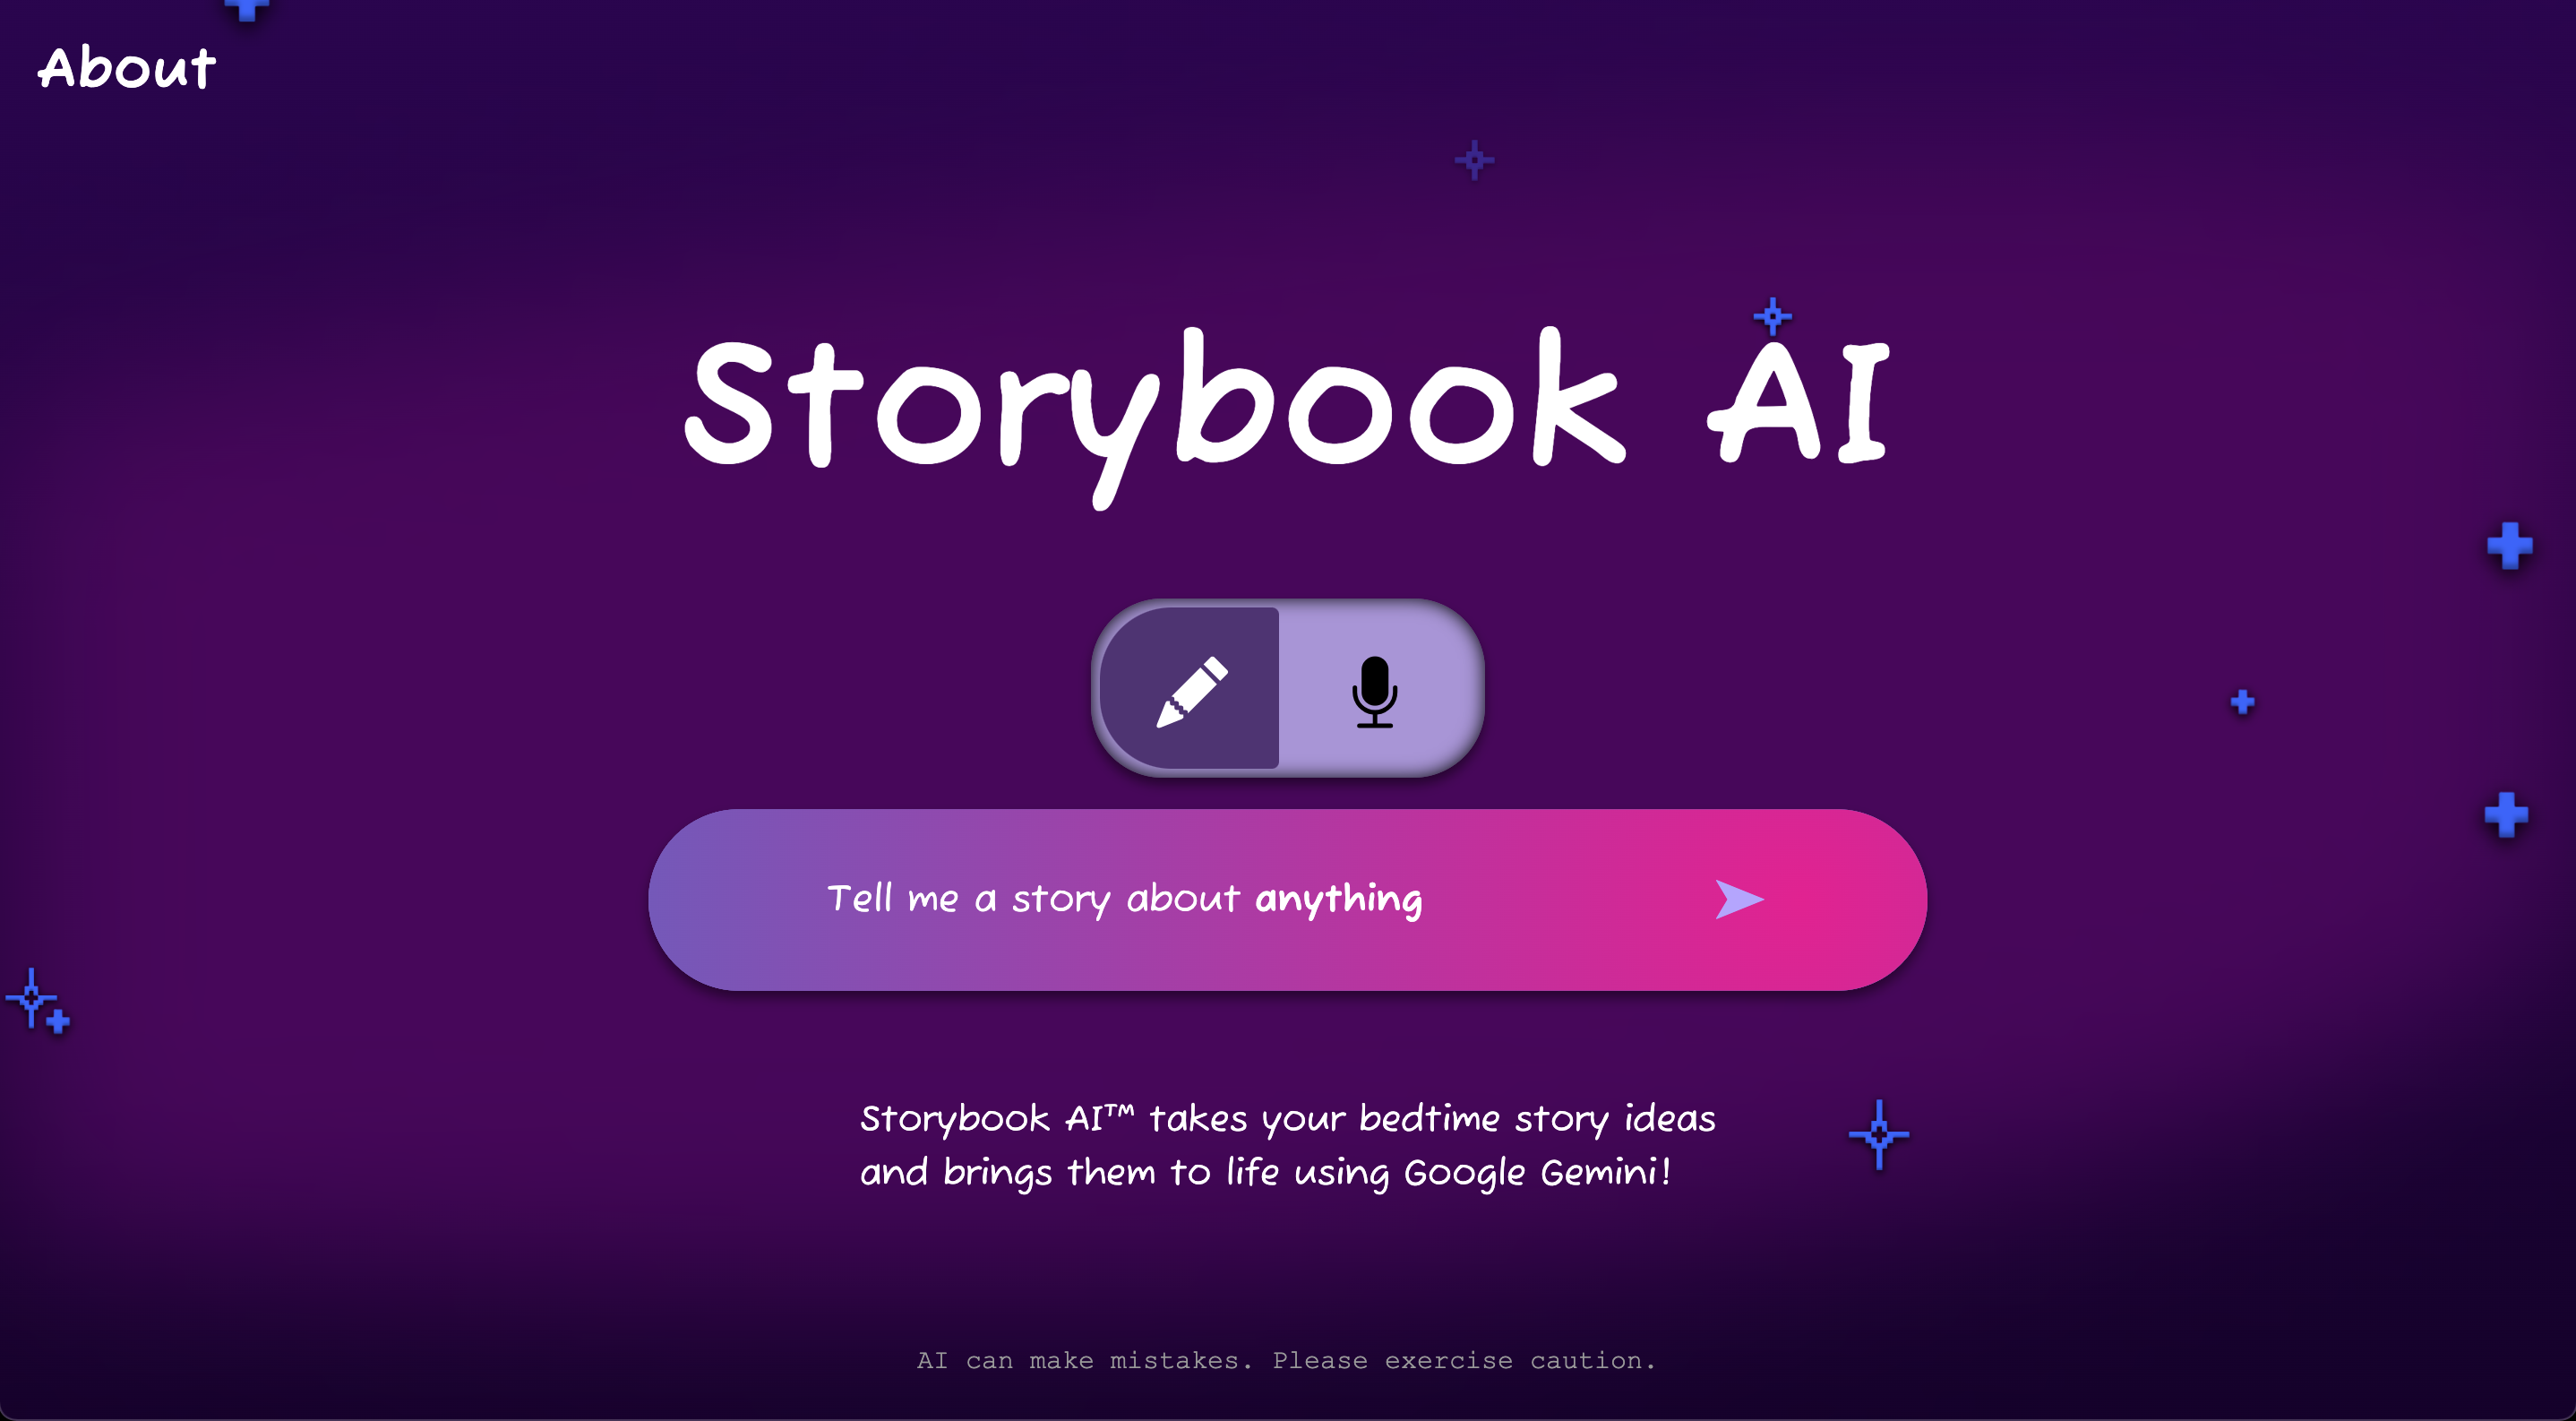 About
Storybook AI
Tell me a story about anything
Storybook AI™ takes your bedtime story ideas
and brings them to life using Google Gemini!
AI can make mistakes. Please exercise caution.